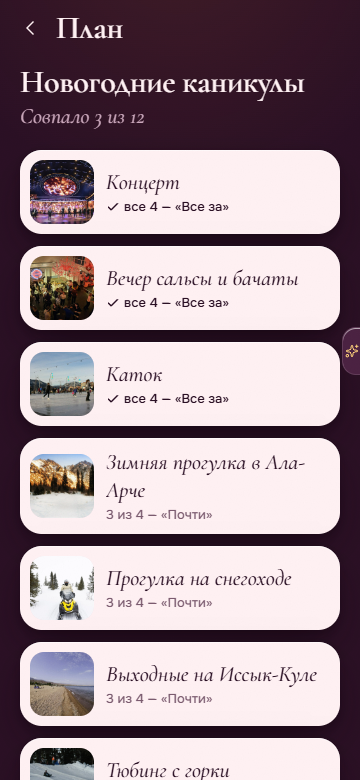 План
Новогодние каникулы
Совпало 3 из 12
Концерт
все 4 – «Все за»
Вечер сальсы и бачаты
все 4 – «Все за»
Каток
все 4 – «Все за»
Зимняя прогулка в Ала-
Арче
3 из 4 – «Почти»
Прогулка на снегоходе
3 из 4 – «Почти»
Выходные на Иссык-Куле
3 из 4 – «Почти»
Тюбинг с горки